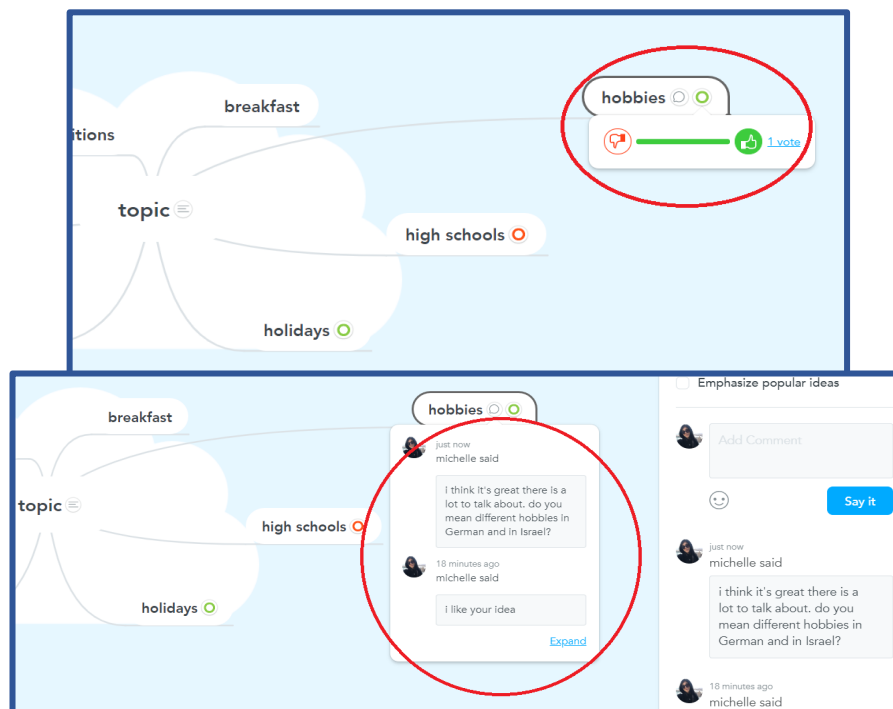 hobbies
breakfast
itions
1 vote
topic
high schools
holidays
Emphasize popular ideas
hobbies
breakfast
just now
michelle said
Add Comment
i think it's great there is a
lot to talk about. do you
mean different hobbies in
German and in Israel?
topic
Say it
high schools
18 minutes ago
michelle said
i like your idea
Expand
holidays
just now
michelle said
i think it's great there is a
lot to talk about. do you
mean different hobbies in
German and in Israel?
18 minutes ago
michelle said